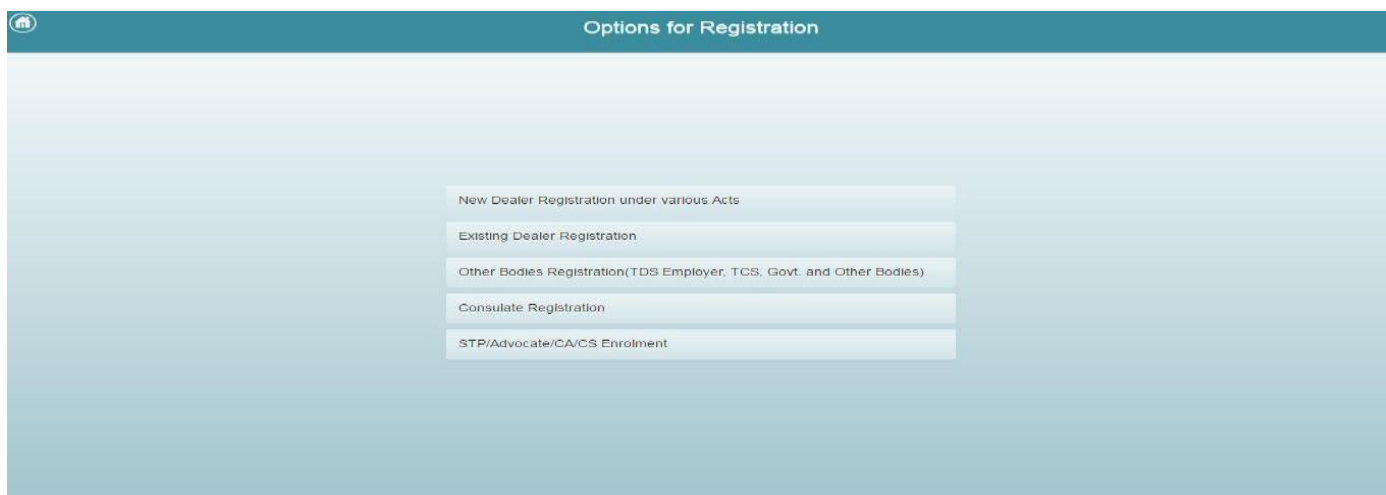 Options for Registration
New Dealer Registration under various Acts
Existing Dealer Registration
Other Bodies Registration(TDS Employer, TCS, Govt. and Other Bodies)
Consulate Registration
STP/Advocate/CA/CS Enrolment